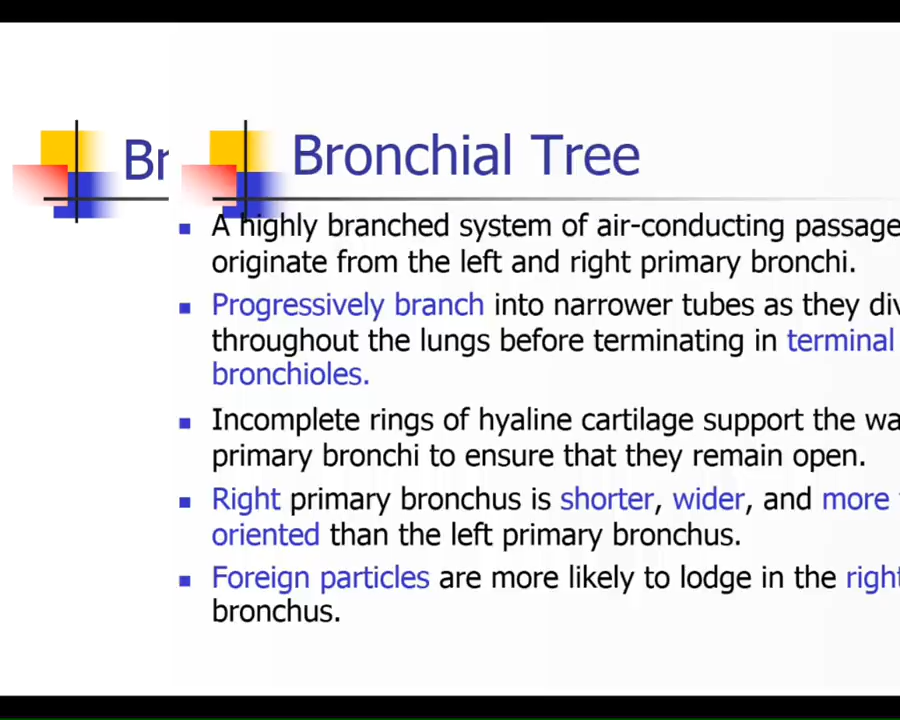 Br
Bronchial Tree
A highly branched system of air-conducting passage
originate from the left and right primary bronchi.
Progressively branch into narrower tubes as they div
throughout the lungs before terminating in terminal
bronchioles.
Incomplete rings of hyaline cartilage support the wa
primary bronchi to ensure that they remain open.
Right primary bronchus is shorter, wider, and more
oriented than the left primary bronchus.
Foreign particles are more likely to lodge in the right
bronchus.